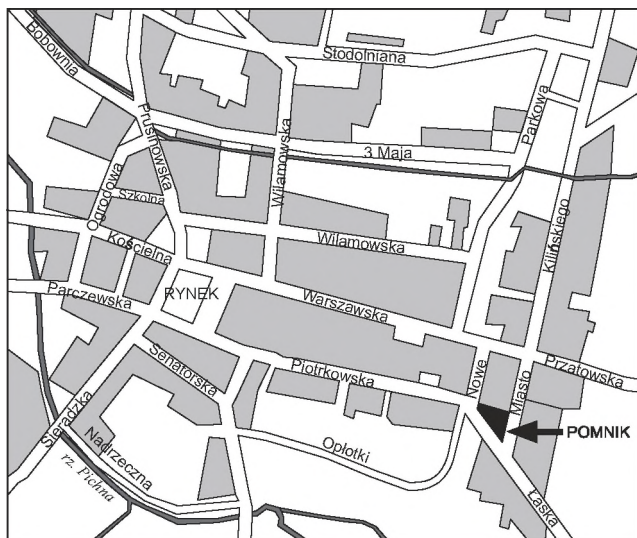 Bobownia
Stodolniana
Prusinowska
Parkowa
Wilamowska
3 Maja
Szkolna
Ogrodowa
Kościelna
Wilamowska
Kilińskiego
RYNEK
Parczewska
Warszawska
Senatorska
Piotrkowska
Nowe
Miasto
Przatowska
Sieradzka
Nadrzeczna
rz. Pichna
Opłotki
POMNIK
Łaska